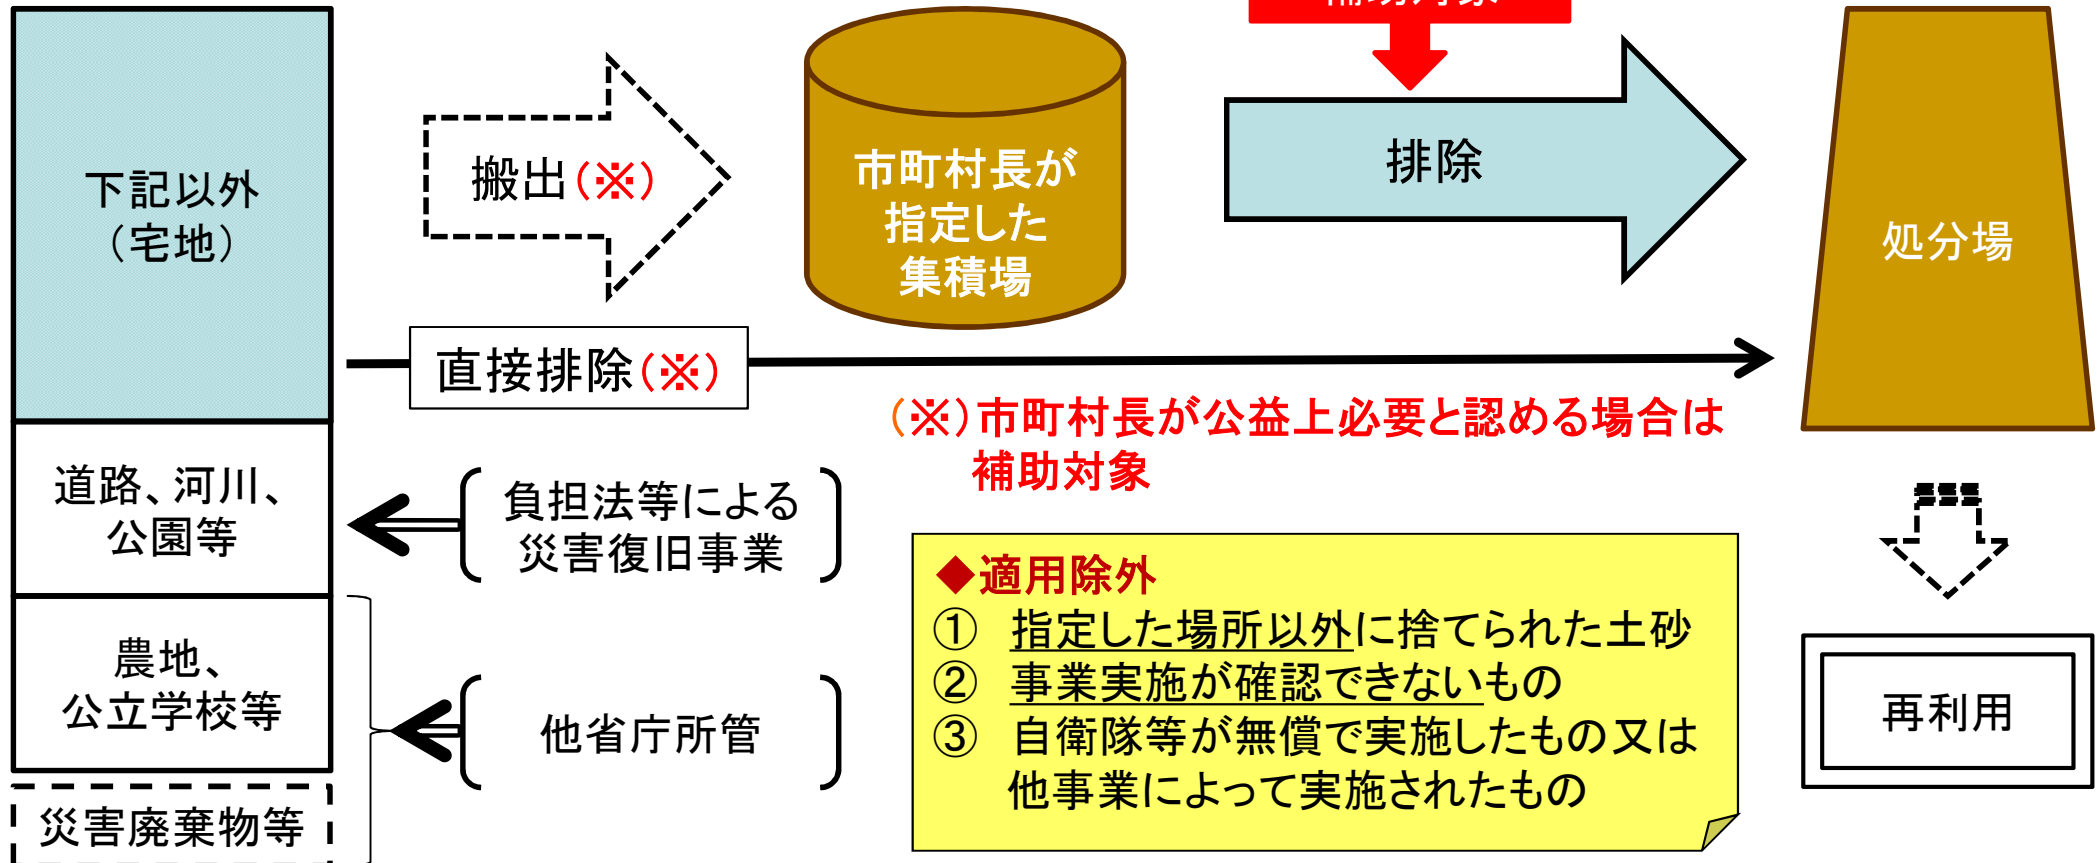 補助対象
下記以外
（宅地）
搬出（※）
市町村長が
指定した
集積場
排除
処分場
直接排除（※）
（※）市町村長が公益上必要と認める場合は
補助対象
道路、河川、
公園等
負担法等による
災害復旧事業
農地、
公立学校等
他省庁所管
災害廃棄物等
◆適用除外
①　指定した場所以外に捨てられた土砂
②　事業実施が確認できないもの
③　自衛隊等が無償で実施したもの又は
他事業によって実施されたもの
再利用